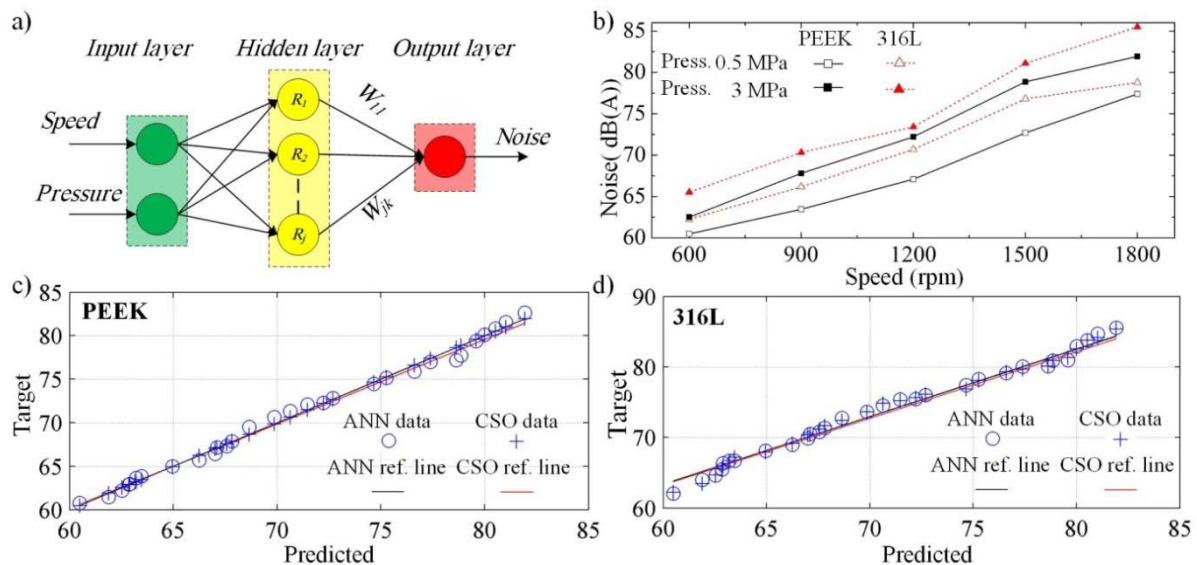 a)
Input layer Hidden layer Output layer
Speed
Pressure
R1
R2
Rj
W11
Wjk
Noise
b)
Noise( dB(A))
85
80
75
70
65
60
PEEK 316L
Press. 0.5 MPa
Press. 3 MPa
600 900 1200 1500 1800
Speed (rpm)
c)
PEEK
Target
85
80
75
70
65
60
ANN data CSO data
ANN ref. line CSO ref. line
60 65 70 75 80 85
Predicted
d)
316L
Target
90
80
70
60
ANN data CSO data
ANN ref. line CSO ref. line
60 65 70 75 80 85
Predicted